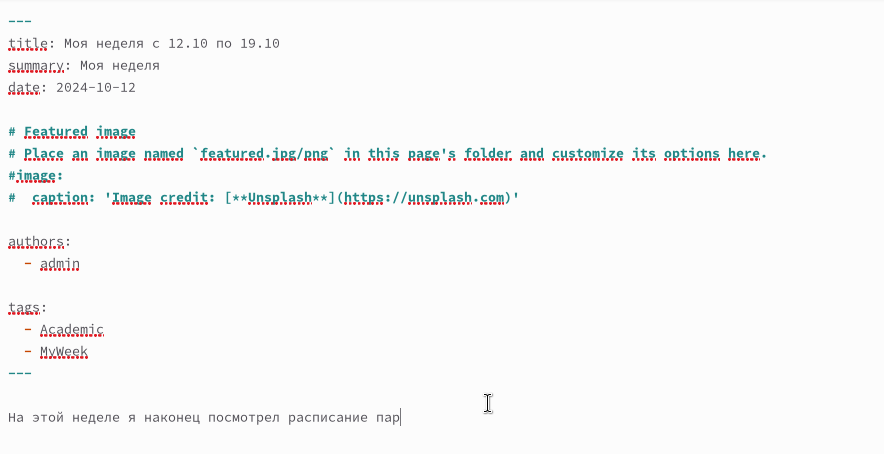 ---
title: Моя неделя с 12.10 по 19.10
summary: Моя неделя
date: 2024-10-12
# Featured image
# Place an image named `featured.jpg/png` in this page's folder and customize its options here.
#image:
#  caption: 'Image credit: [**Unsplash**](https://unsplash.com)'
authors:
  - admin
tags:
  - Academic
  - MyWeek
---
На этой неделе я наконец посмотрел расписание пар